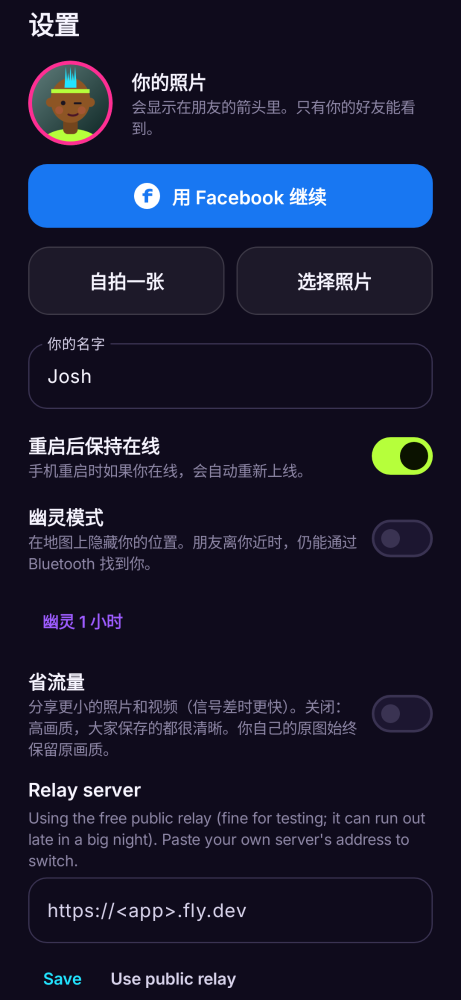 设置
你的照片
会显示在朋友的箭头里。只有你的好友能看
到。
用 Facebook 继续
自拍一张
选择照片
你的名字
Josh
重启后保持在线
手机重启时如果你在线，会自动重新上线。
幽灵模式
在地图上隐藏你的位置。朋友离你近时，仍能通过
Bluetooth 找到你。
幽灵 1 小时
省流量
分享更小的照片和视频（信号差时更快）。关闭：
高画质，大家保存的都很清晰。你自己的原图始终
保留原画质。
Relay server
Using the free public relay (fine for testing; it can run out
late in a big night). Paste your own server's address to
switch.
https://<app>.fly.dev
Save
Use public relay